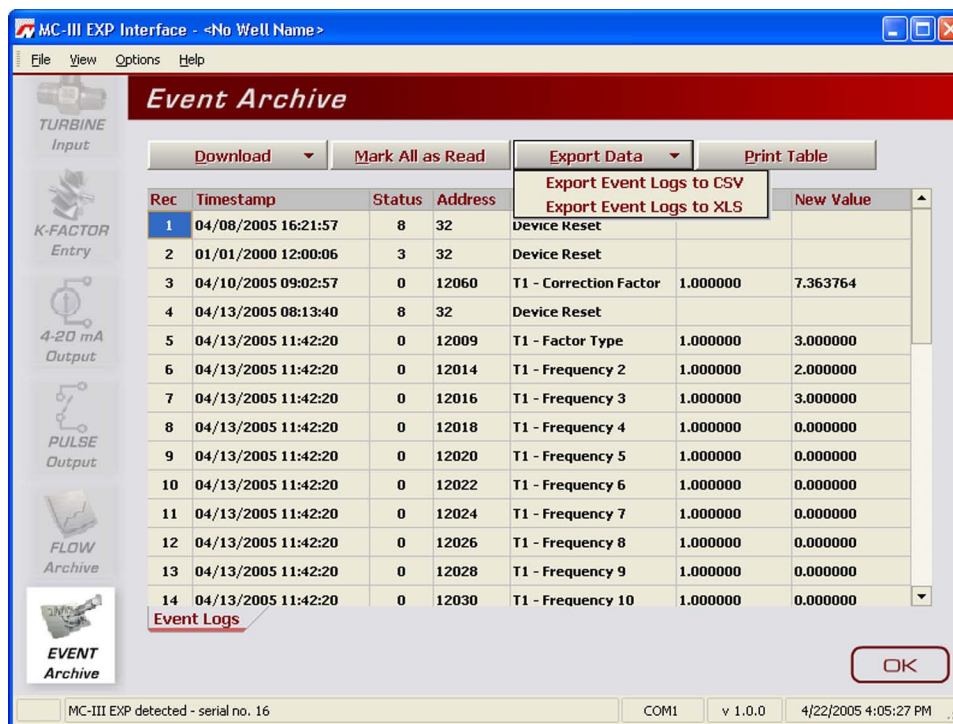 MC-III EXP Interface - <No Well Name>
File View Options Help
TURBINE
Input
K-FACTOR
Entry
4-20 mA
Output
PULSE
Output
FLOW
Archive
EVENT
Archive
Event Archive
Download Mark All as Read Export Data Print Table
Export Event Logs to CSV
Export Event Logs to XLS
Rec Timestamp Status Address New Value
1 04/08/2005 16:21:57 8 32 Device Reset
2 01/01/2000 12:00:06 3 32 Device Reset
3 04/10/2005 09:02:57 0 12060 T1 - Correction Factor 1.000000 7.363764
4 04/13/2005 08:13:40 8 32 Device Reset
5 04/13/2005 11:42:20 0 12009 T1 - Factor Type 1.000000 3.000000
6 04/13/2005 11:42:20 0 12014 T1 - Frequency 2 1.000000 2.000000
7 04/13/2005 11:42:20 0 12016 T1 - Frequency 3 1.000000 3.000000
8 04/13/2005 11:42:20 0 12018 T1 - Frequency 4 1.000000 0.000000
9 04/13/2005 11:42:20 0 12020 T1 - Frequency 5 1.000000 0.000000
10 04/13/2005 11:42:20 0 12022 T1 - Frequency 6 1.000000 0.000000
11 04/13/2005 11:42:20 0 12024 T1 - Frequency 7 1.000000 0.000000
12 04/13/2005 11:42:20 0 12026 T1 - Frequency 8 1.000000 0.000000
13 04/13/2005 11:42:20 0 12028 T1 - Frequency 9 1.000000 0.000000
14 04/13/2005 11:42:20 0 12030 T1 - Frequency 10 1.000000 0.000000
Event Logs
OK
MC-III EXP detected - serial no. 16 COM1 v 1.0.0 4/22/2005 4:05:27 PM